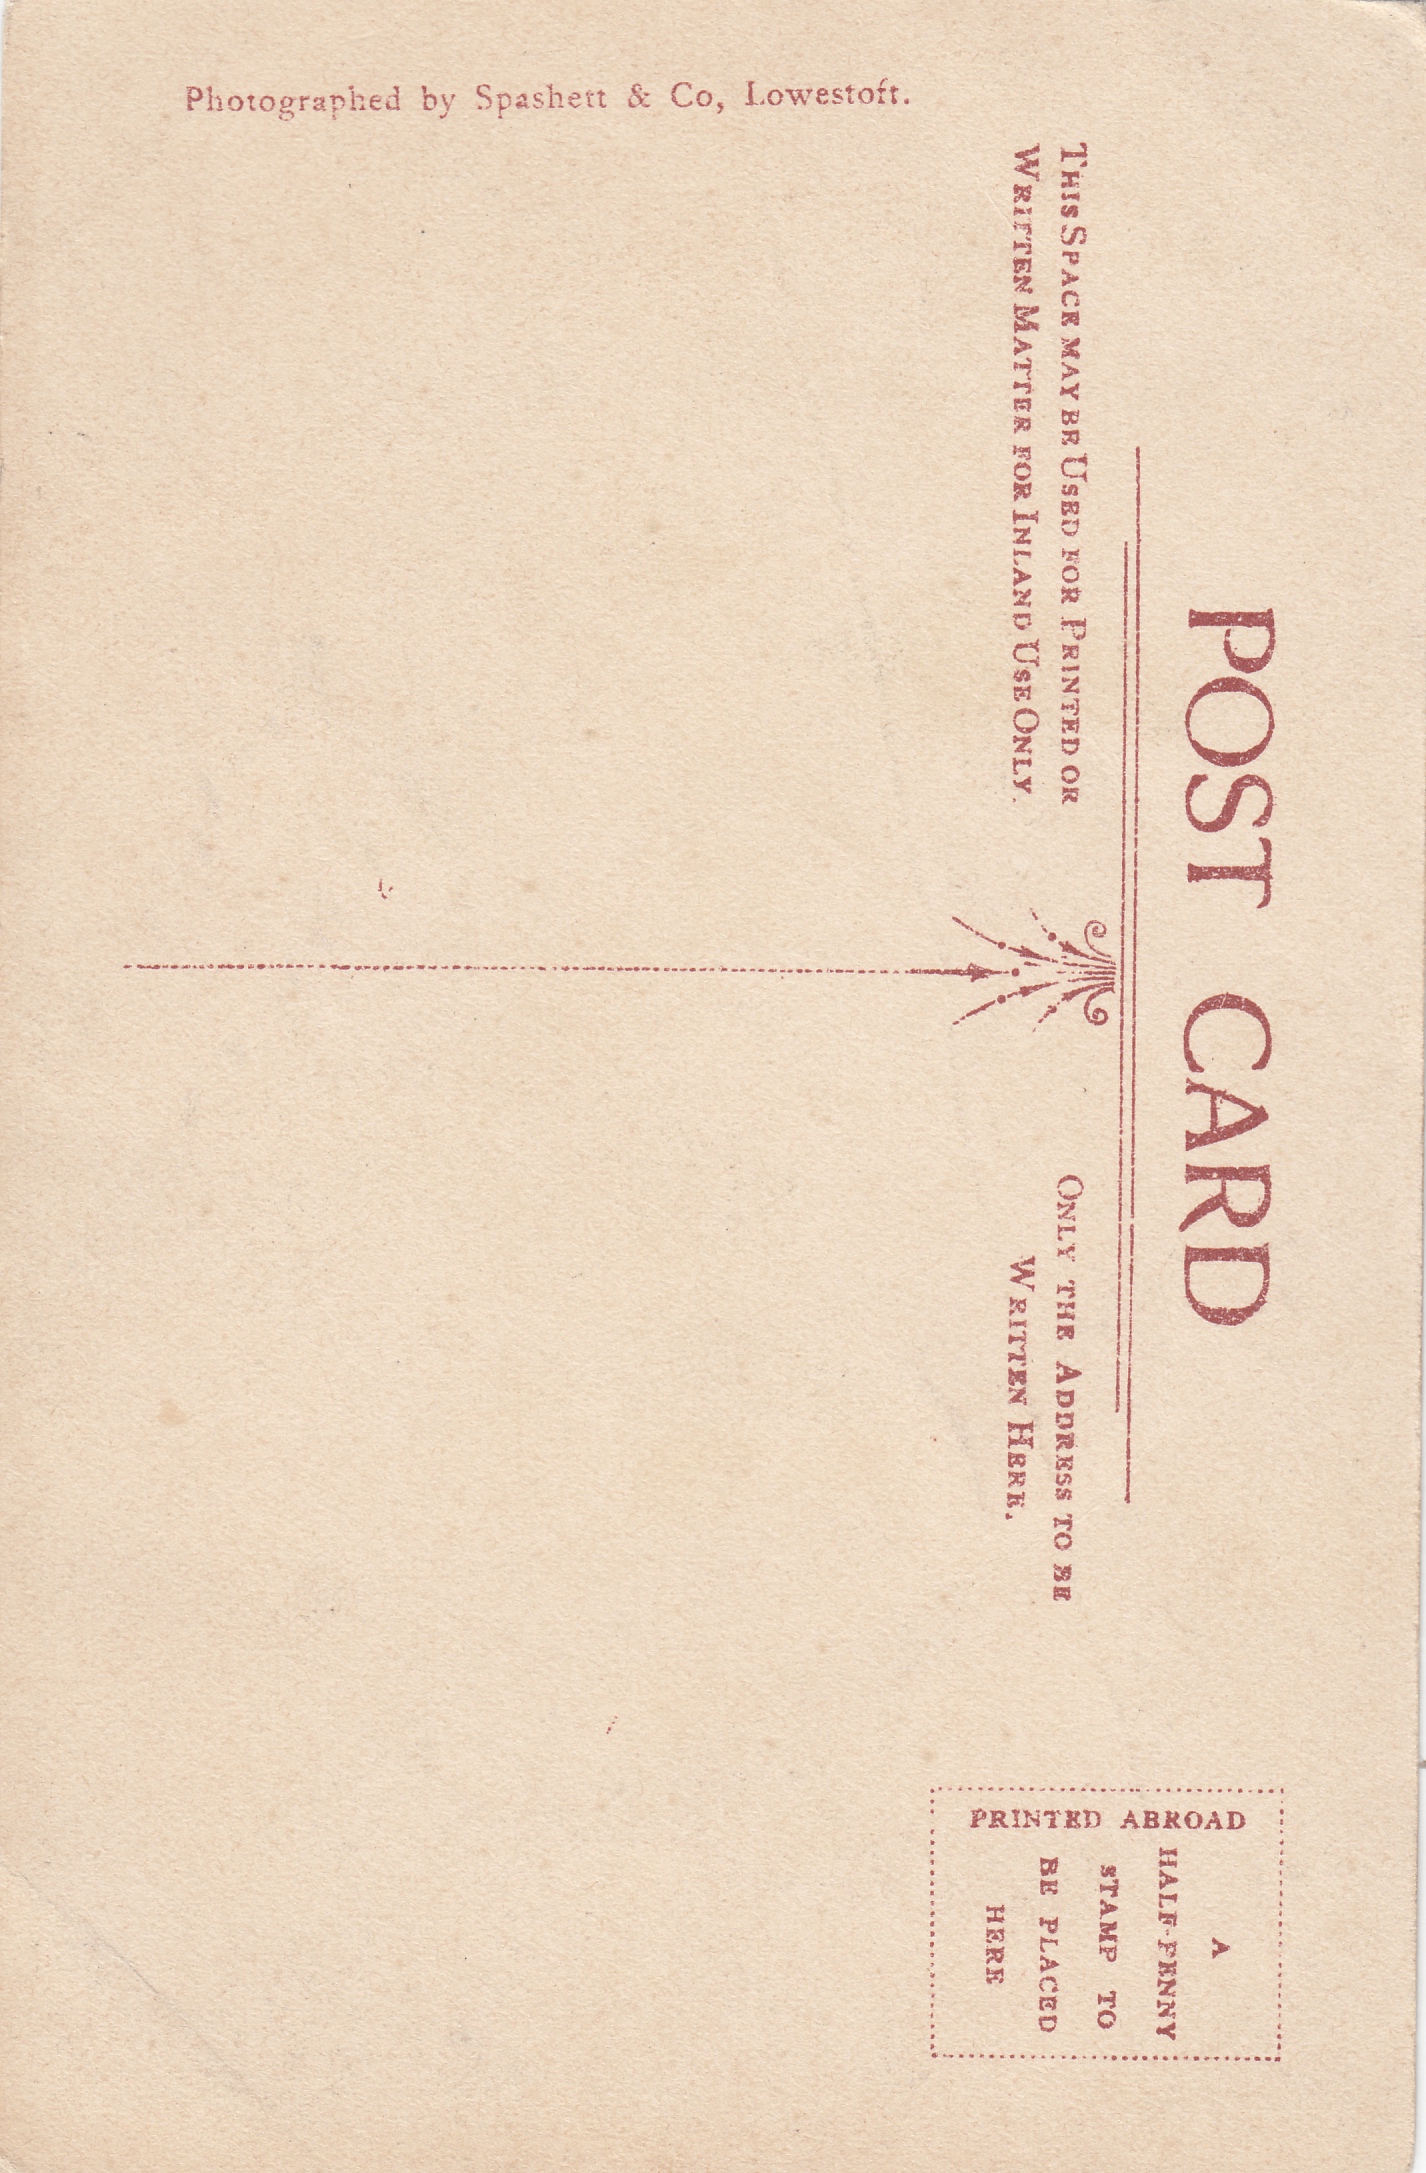 Photographed by Spashett & Co, Lowestoft.
POST CARD
THIS SPACE MAY BE USED FOR PRINTED OR
WRITTEN MATTER FOR INLAND USE ONLY.
ONLY THE ADDRESS TO BE
WRITTEN HERE.
PRINTED ABROAD
A
HALF-PENNY
STAMP TO
BE PLACED
HERE